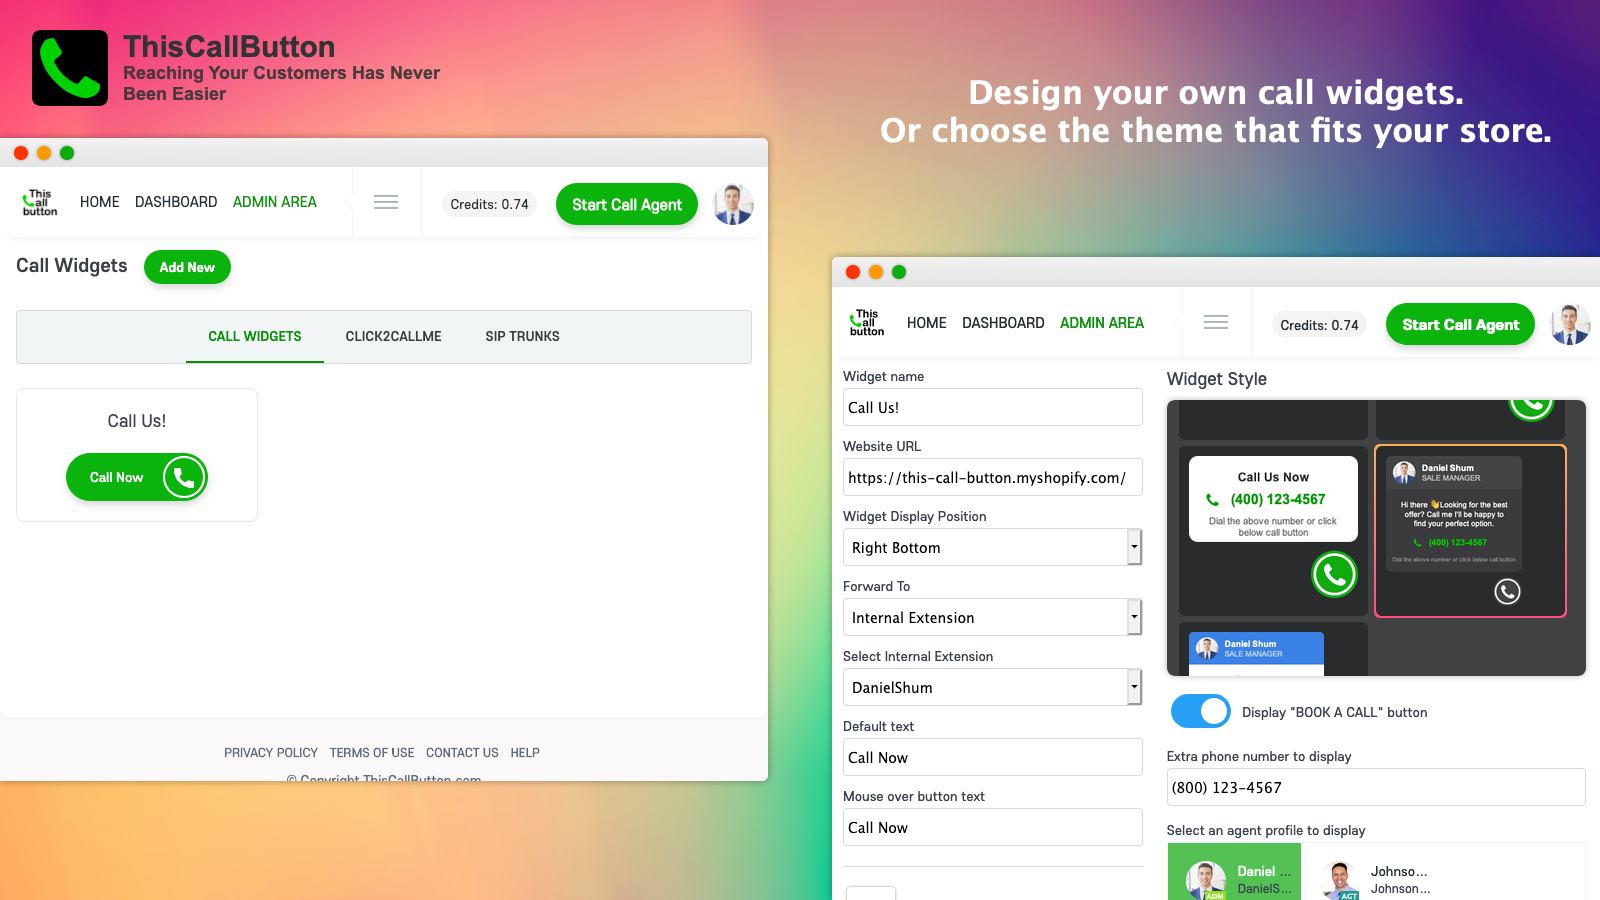 ThisCallButton
Reaching Your Customers Has Never
Been Easier
Design your own call widgets.
Or choose the theme that fits your store.
This
all
button
HOME
DASHBOARD
ADMIN AREA
Credits: 0.74
Start Call Agent
Call Widgets
Add New
CALL WIDGETS
CLICK2CALLME
SIP TRUNKS
Call Us!
Call Now
PRIVACY POLICY
TERMS OF USE
CONTACT US
HELP
© Copyright ThisCallButton.com
This
all
button
HOME
DASHBOARD
ADMIN AREA
Credits: 0.74
Start Call Agent
Widget name
Call Us!
Website URL
https://this-call-button.myshopify.com/
Widget Display Position
Right Bottom
Forward To
Internal Extension
Select Internal Extension
DanielShum
Default text
Call Now
Mouse over button text
Call Now
Widget Style
Call Us Now
(400) 123-4567
Dial the above number or click
below call button
Daniel Shum
SALE MANAGER
Hi there 👋Looking for the best
offer? Call me I'll be happy to
find your perfect option.
(400) 123-4567
Dial the above number or click below call button
Daniel Shum
SALE MANAGER
Display "BOOK A CALL" button
Extra phone number to display
(800) 123-4567
Select an agent profile to display
Daniel ...
DanielS...
ADM
Johnso...
Johnson...
AGT